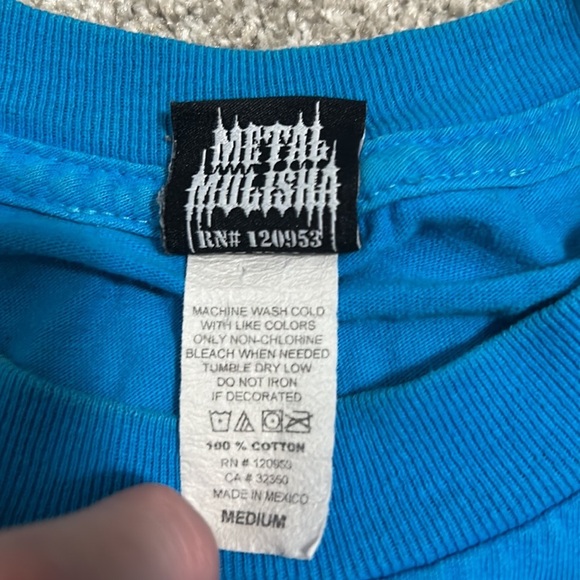 METAL
MULISHA
RN# 120953
MACHINE WASH COLD
WITH LIKE COLORS
ONLY NON-CHLORINE
BLEACH WHEN NEEDED
TUMBLE DRY LOW
DO NOT IRON
IF DECORATED
100 % COTTON
RN # 120953
CA # 32360
MADE IN MEXICO
MEDIUM